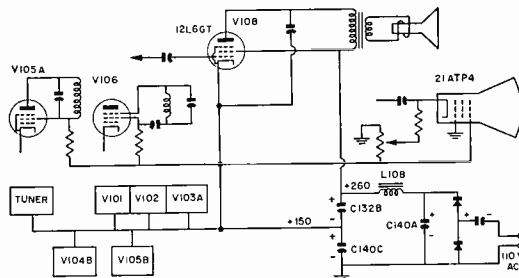 12L6GT V108
V105A
V106
21ATP4
L108
+260
TUNER
V101 V102 V103A
+ C132B
-
C140A + -
+ -
+150
+ C140C
-
110 V
AC
V104B V105B